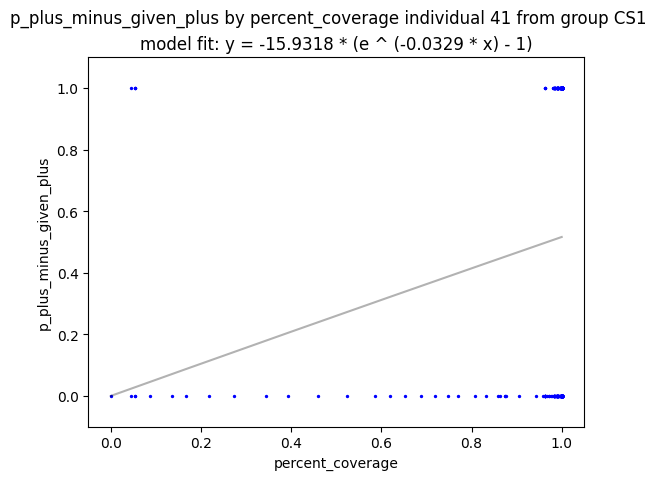 p_plus_minus_given_plus by percent_coverage individual 41 from group CS1
model fit: y = -15.9318 * (e ^ (-0.0329 * x) - 1)
1.0
0.8
0.6
0.4
0.2
0.0
p_plus_minus_given_plus
0.0 0.2 0.4 0.6 0.8 1.0
percent_coverage